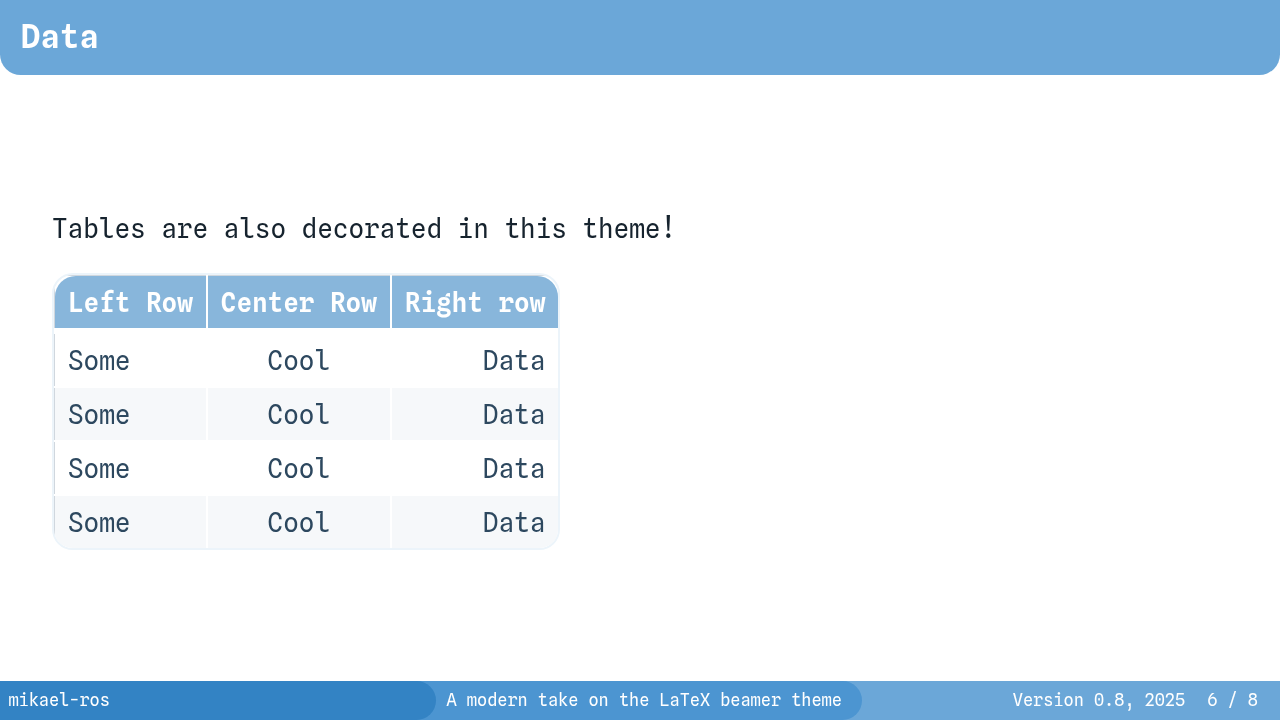 Data
Tables are also decorated in this theme!
Left Row Center Row Right row
Some Cool Data
Some Cool Data
Some Cool Data
Some Cool Data
mikael-ros A modern take on the LaTeX beamer theme Version 0.8, 2025 6 / 8